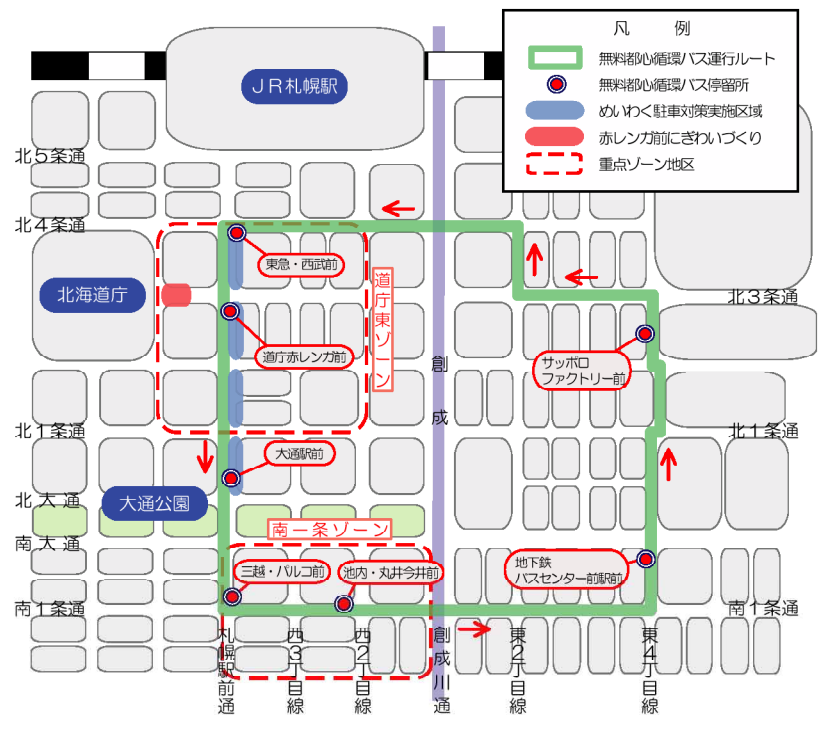 凡 例
無料都心循環バス運行ルート
無料都心循環バス停留所
めいわく駐車対策実施区域
赤レンガ前にぎわいづくり
重点ゾーン地区
JR札幌駅
北5条通
北4条通
東急・西武前
北海道庁
道庁東ゾーン
北3条通
道庁赤レンガ前
サッポロ
ファクトリー前
北1条通
北1条通
大通駅前
大通公園
北大通
南一条ゾーン
南大通
三越・パルコ前
池内・丸井今井前
地下鉄
バスセンター前駅前
南1条通
南1条通
創成
札幌駅前通
西3丁目線
西2丁目線
創成川通
東2丁目線
東4丁目線